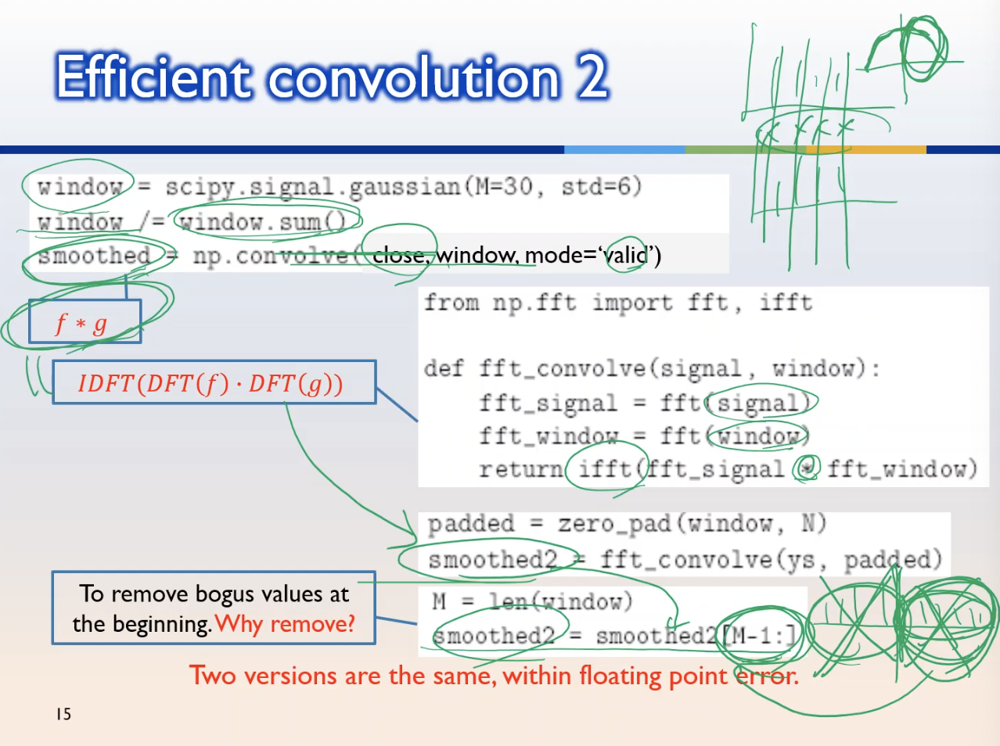 Efficient convolution 2
window = scipy.signal.gaussian(M=30, std=6)
window /= window.sum()
smoothed = np.convolve( close, window, mode=‘valid’)
f ∗ g
IDFT(DFT(f) · DFT(g))
from np.fft import fft, ifft
def fft_convolve(signal, window):
fft_signal = fft(signal)
fft_window = fft(window)
return ifft(fft_signal * fft_window)
padded = zero_pad(window, N)
smoothed2 = fft_convolve(ys, padded)
To remove bogus values at
the beginning. Why remove?
M = len(window)
smoothed2 = smoothed2[M-1:]
Two versions are the same, within floating point error.
15